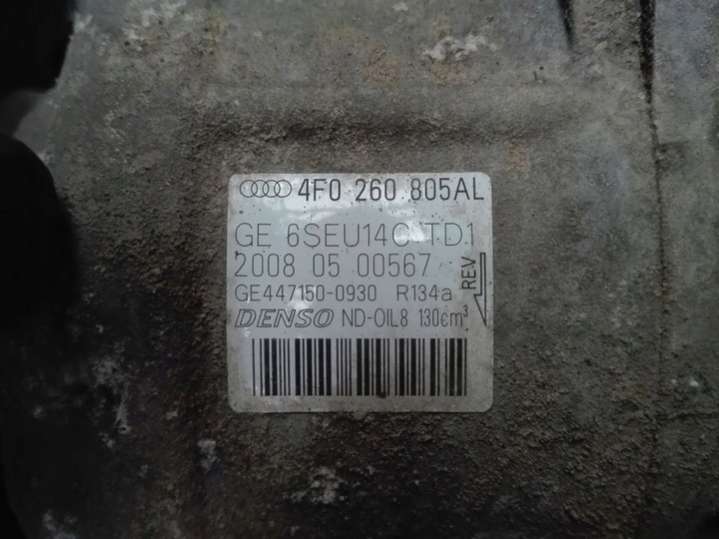 4F0 260 805AL
GE 6SEU14C TD1
2008 05 00567
REV
GE447150-0930 R134a
DENSO ND-OIL8 130cm³